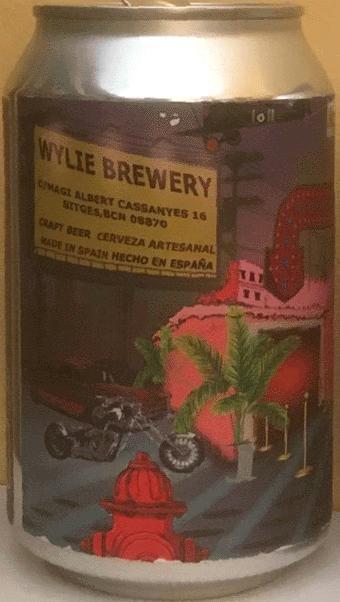 WYLIE BREWERY
C/MAGI ALBERT CASSANYES 16
SITGES,BCN 08870
CRAFT BEER CERVEZA ARTESANAL
MADE IN SPAIN HECHO EN ESPAÑA